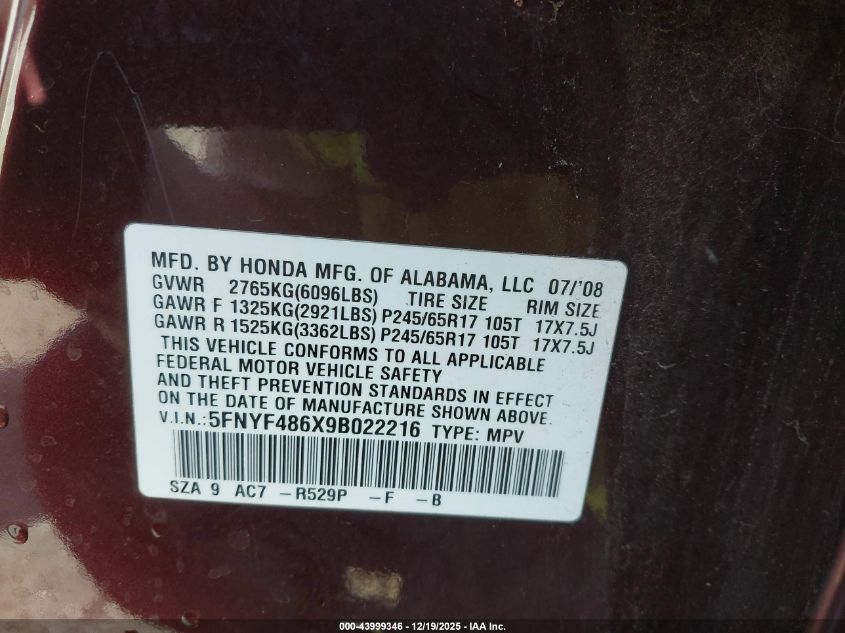 MFD. BY HONDA MFG. OF ALABAMA, LLC 07/'08
GVWR 2765KG(6096LBS) TIRE SIZE RIM SIZE
GAWR F 1325KG(2921LBS) P245/65R17 105T 17X7.5J
GAWR R 1525KG(3362LBS) P245/65R17 105T 17X7.5J
THIS VEHICLE CONFORMS TO ALL APPLICABLE
FEDERAL MOTOR VEHICLE SAFETY
AND THEFT PREVENTION STANDARDS IN EFFECT
ON THE DATE OF MANUFACTURE SHOWN ABOVE.
V.I.N.:5FNYF486X9B022216 TYPE: MPV
SZA 9 AC7 -R529P -F -B
000-43999346 - 12/19/2025 - IAA Inc.